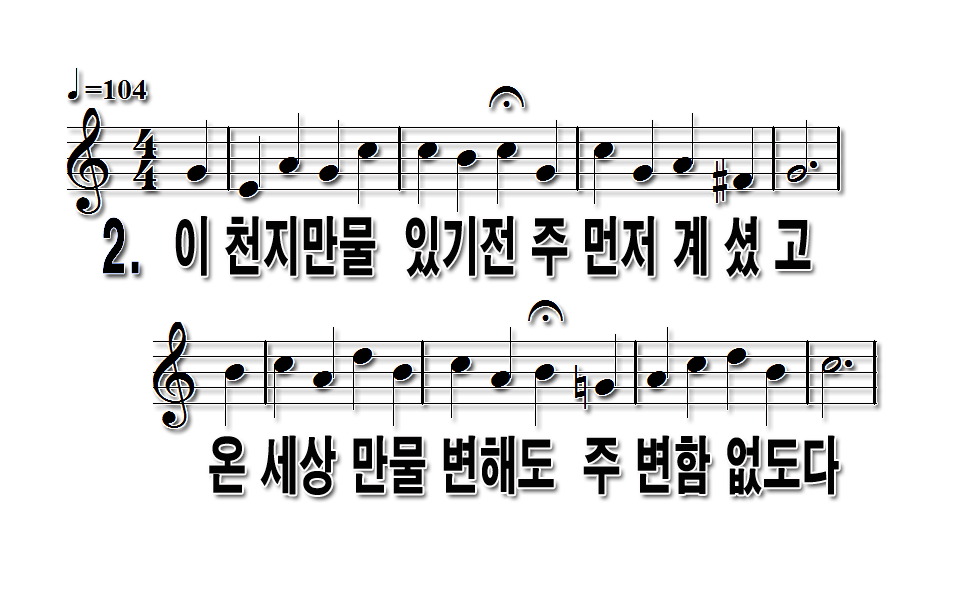 ♩=104
2. 이 천지만물 있기전 주 먼저 계 셨 고
온 세상 만물 변해도 주 변함 없도다